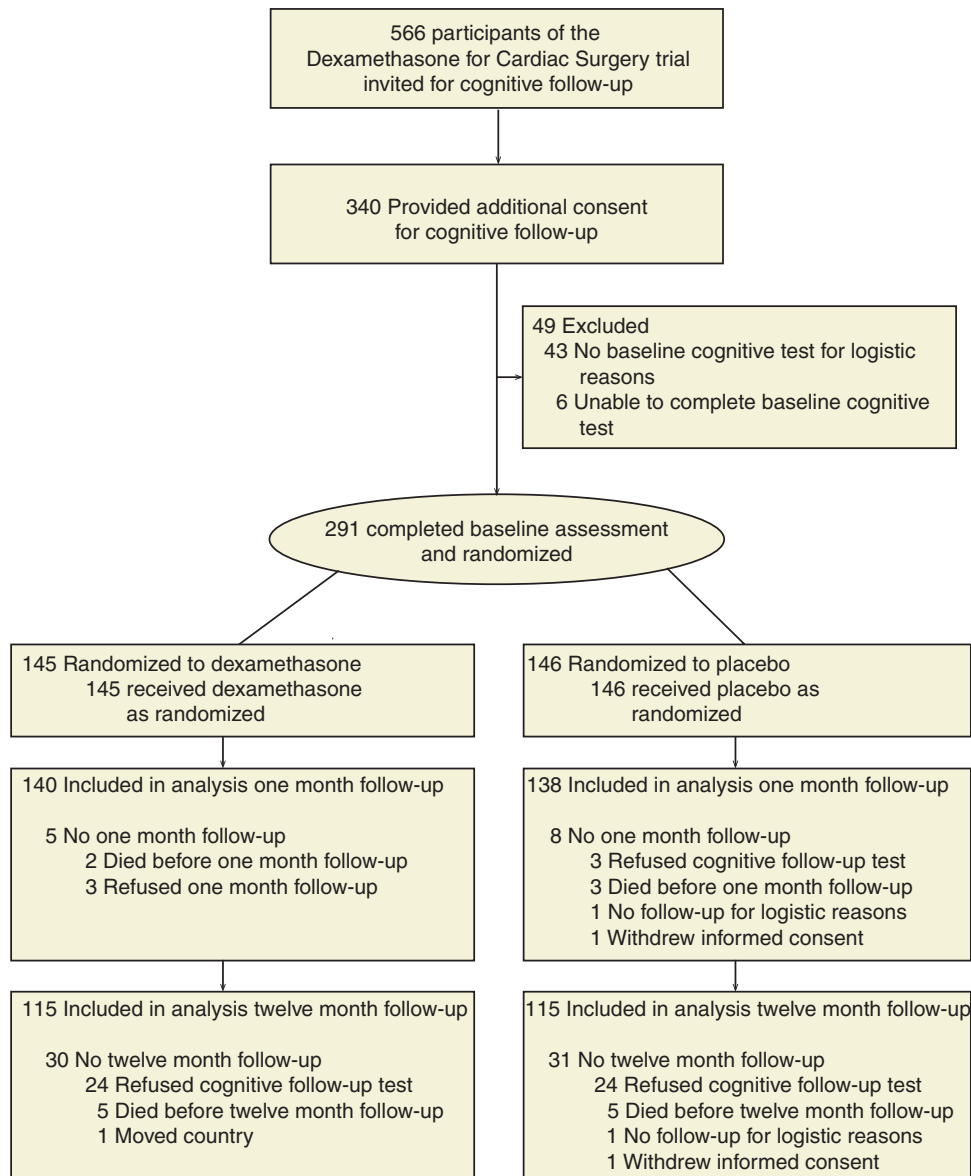 566 participants of the
Dexamethasone for Cardiac Surgery trial
invited for cognitive follow-up
340 Provided additional consent
for cognitive follow-up
49 Excluded
43 No baseline cognitive test for logistic
reasons
6 Unable to complete baseline cognitive
test
291 completed baseline assessment
and randomized
145 Randomized to dexamethasone
145 received dexamethasone
as randomized
146 Randomized to placebo
146 received placebo as
randomized
140 Included in analysis one month follow-up
5 No one month follow-up
2 Died before one month follow-up
3 Refused one month follow-up
138 Included in analysis one month follow-up
8 No one month follow-up
3 Refused cognitive follow-up test
3 Died before one month follow-up
1 No follow-up for logistic reasons
1 Withdrew informed consent
115 Included in analysis twelve month follow-up
30 No twelve month follow-up
24 Refused cognitive follow-up test
5 Died before twelve month follow-up
1 Moved country
115 Included in analysis twelve month follow-up
31 No twelve month follow-up
24 Refused cognitive follow-up test
5 Died before twelve month follow-up
1 No follow-up for logistic reasons
1 Withdrew informed consent